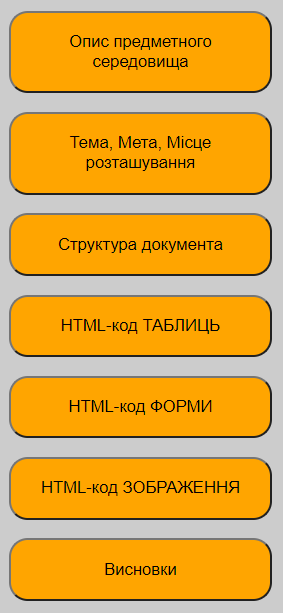 Опис предметного
середовища
Тема, Мета, Місце
розташування
Структура документа
HTML-код ТАБЛИЦЬ
HTML-код ФОРМИ
HTML-код ЗОБРАЖЕННЯ
Висновки